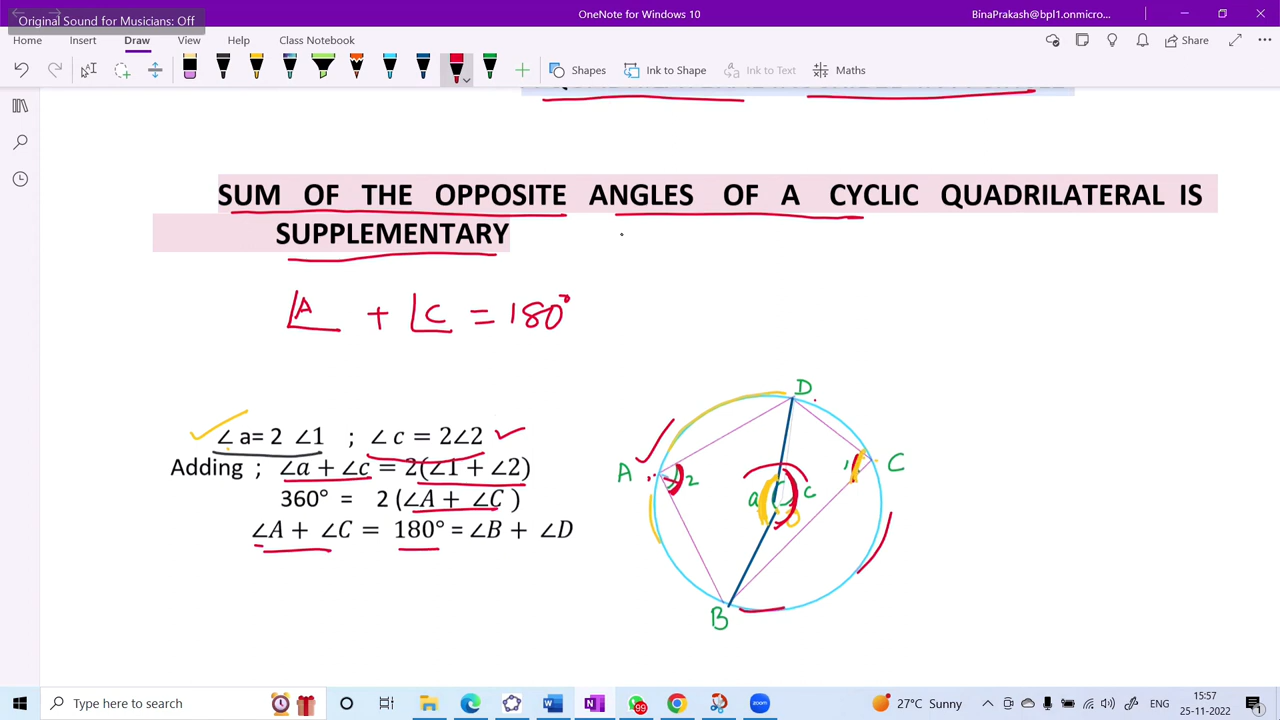 Original Sound for Musicians: Off
OneNote for Windows 10
BinaPrakash@bpl1.onmicro...
Home Insert Draw View Help Class Notebook
Share
Shapes
Ink to Shape
Ink to Text
Maths
SUM OF THE OPPOSITE ANGLES OF A CYCLIC QUADRILATERAL IS
SUPPLEMENTARY
∠A + ∠C = 180°
∠a= 2 ∠1 ; ∠c = 2∠2
Adding ; ∠a + ∠c = 2(∠1 + ∠2)
360° = 2 (∠A + ∠C)
∠A + ∠C = 180° = ∠B + ∠D
D
A
2
1
C
a
c
B
Type here to search
99
27°C Sunny
15:57
25-11-2022
1